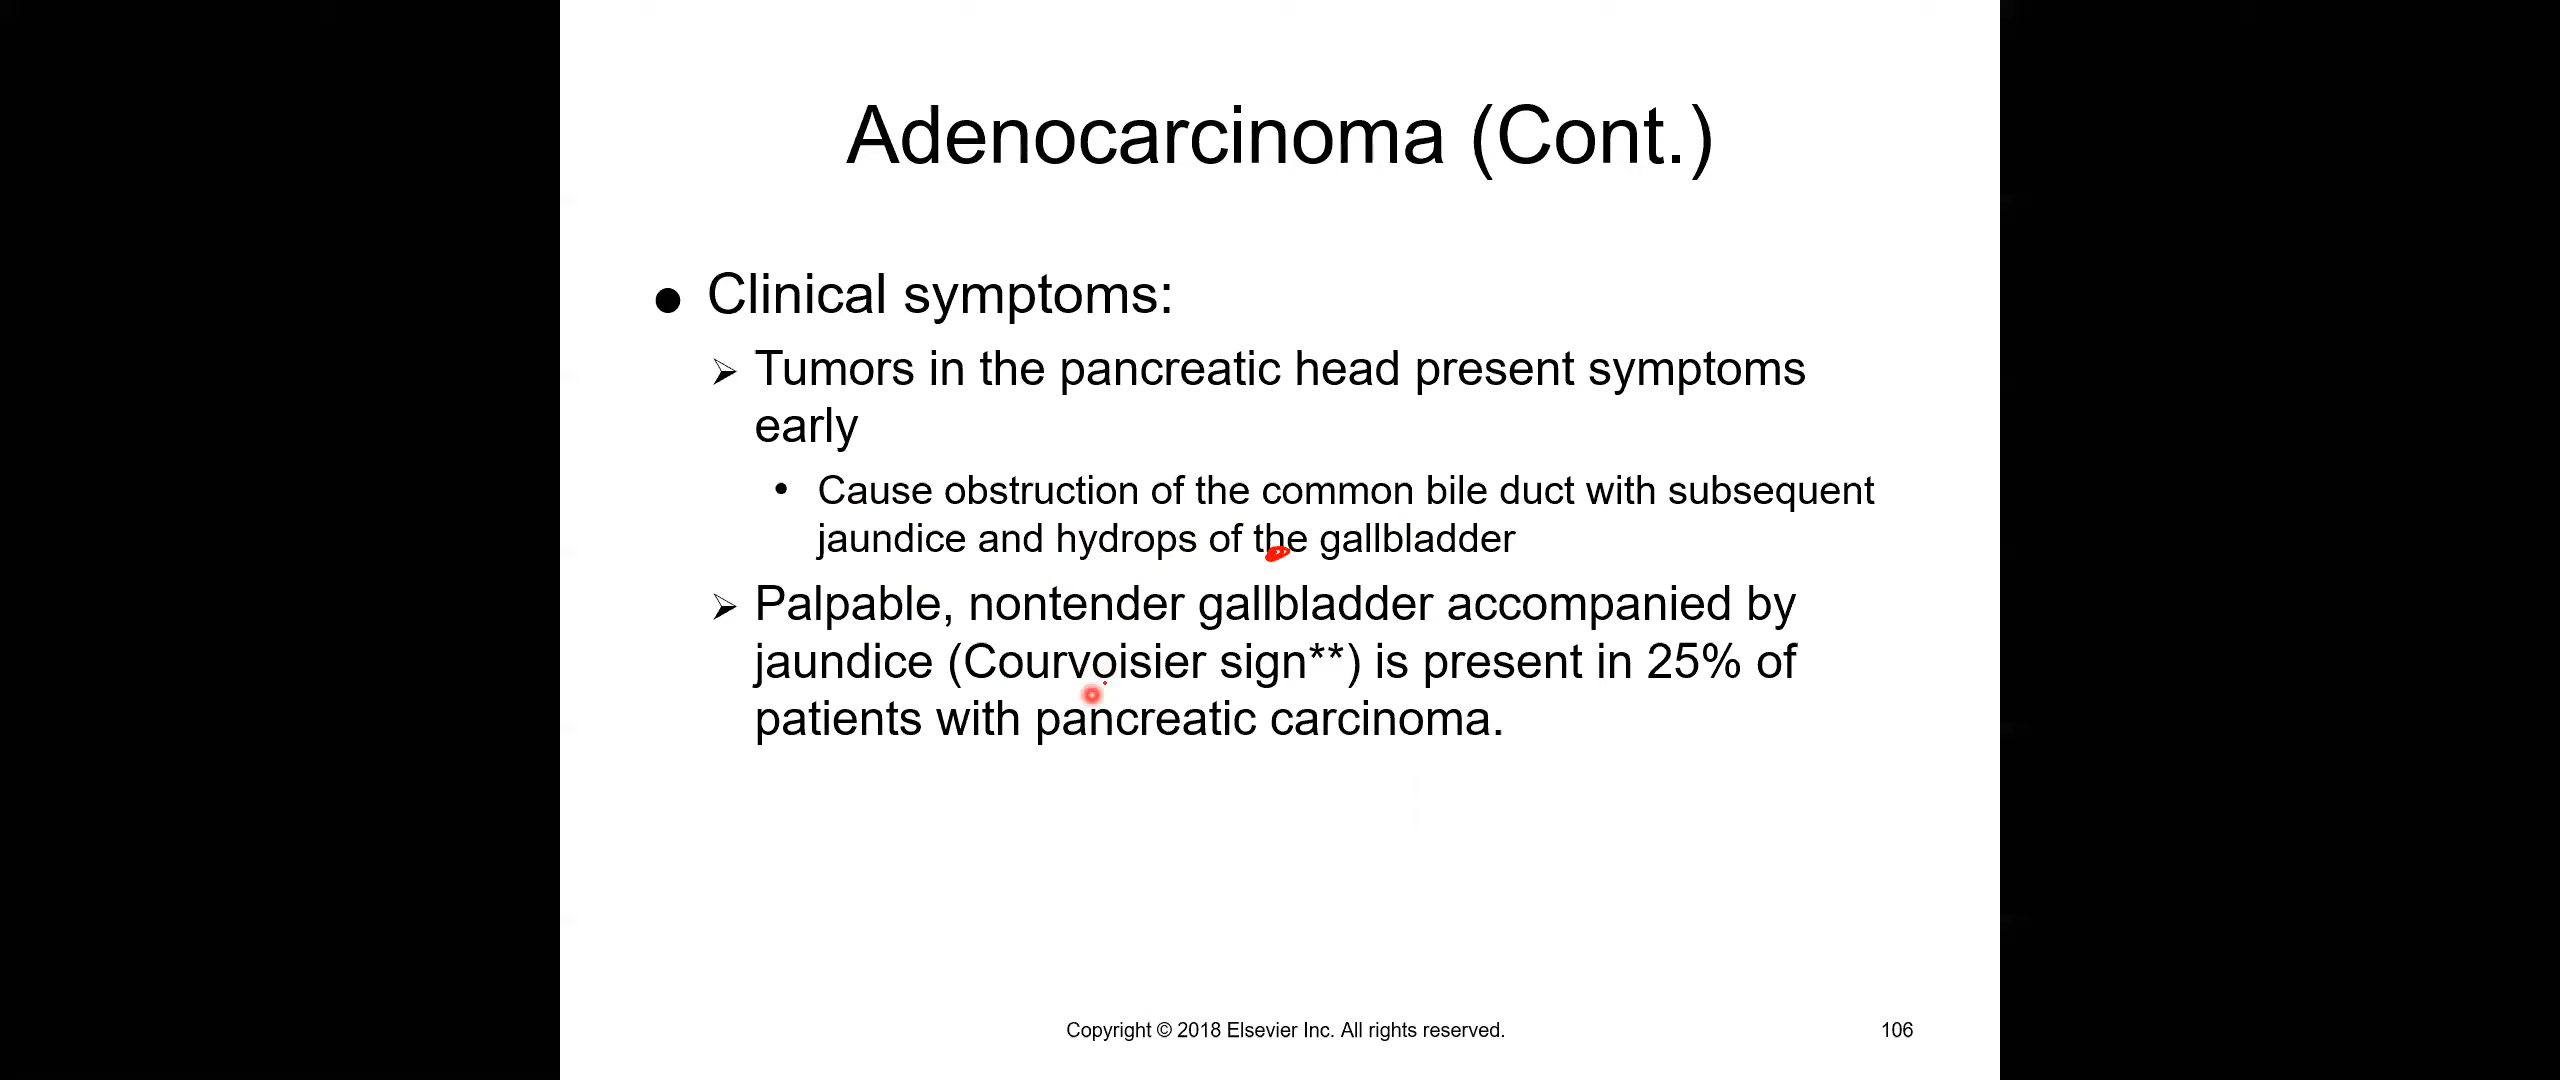 Adenocarcinoma (Cont.)
● Clinical symptoms:
➢ Tumors in the pancreatic head present symptoms
early
• Cause obstruction of the common bile duct with subsequent
jaundice and hydrops of the gallbladder
➢ Palpable, nontender gallbladder accompanied by
jaundice (Courvoisier sign**) is present in 25% of
patients with pancreatic carcinoma.
Copyright © 2018 Elsevier Inc. All rights reserved.
106